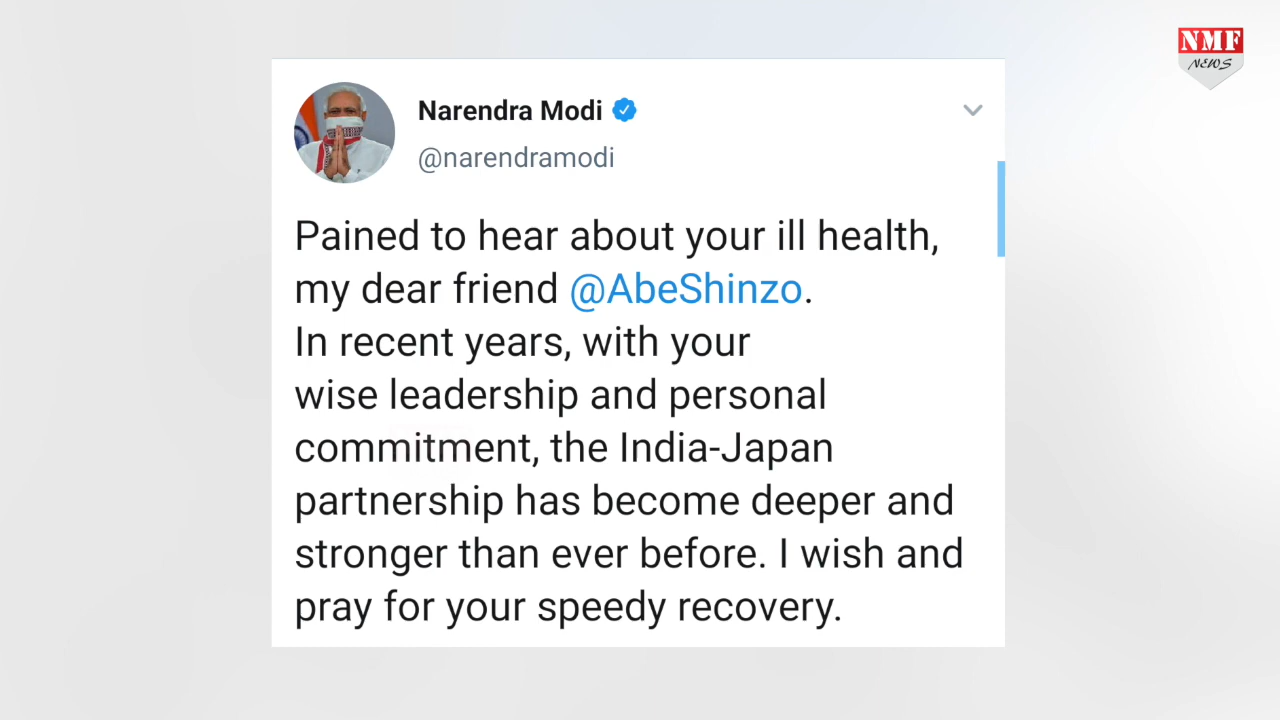 NMF
NEWS
Narendra Modi
@narendramodi
Pained to hear about your ill health,
my dear friend @AbeShinzo.
In recent years, with your
wise leadership and personal
commitment, the India-Japan
partnership has become deeper and
stronger than ever before. I wish and
pray for your speedy recovery.